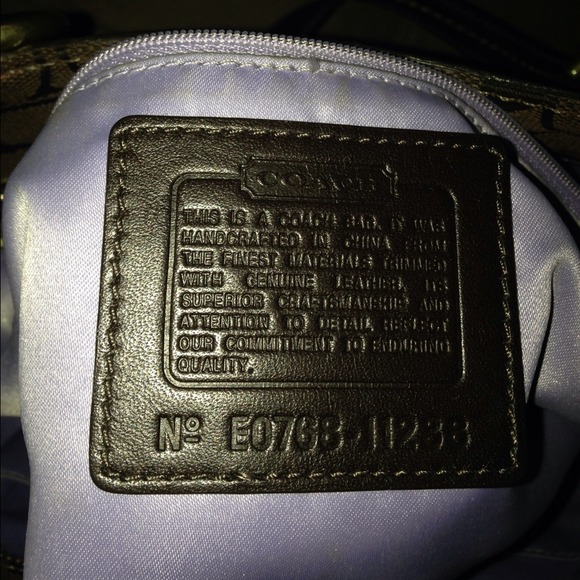 COACH
THIS IS A COACH BAG. IT WAS
HANDCRAFTED IN CHINA FROM
THE FINEST MATERIALS TRIMMED
WITH GENUINE LEATHER. ITS
SUPERIOR CRAFTSMANSHIP AND
ATTENTION TO DETAIL REFLECT
OUR COMMITMENT TO ENDURING
QUALITY.
Nº E0768-11233